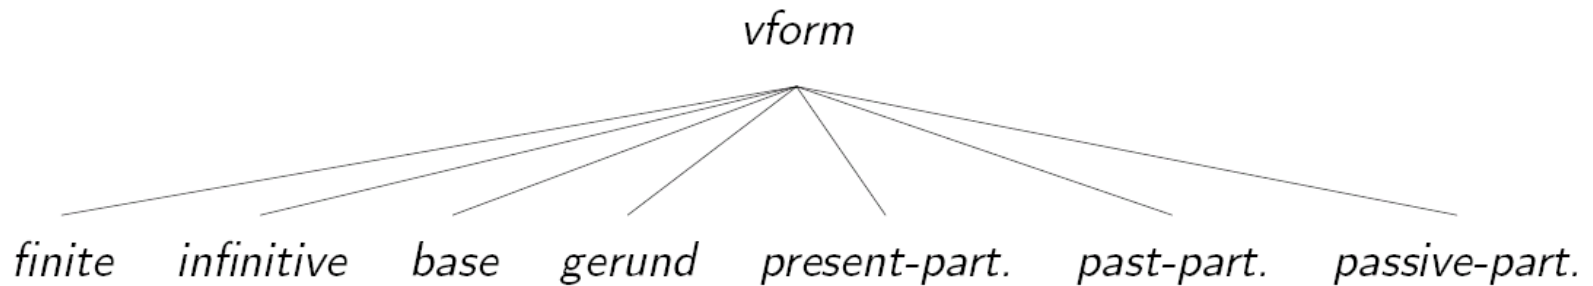 vform
finite infinitive base gerund present-part. past-part. passive-part.